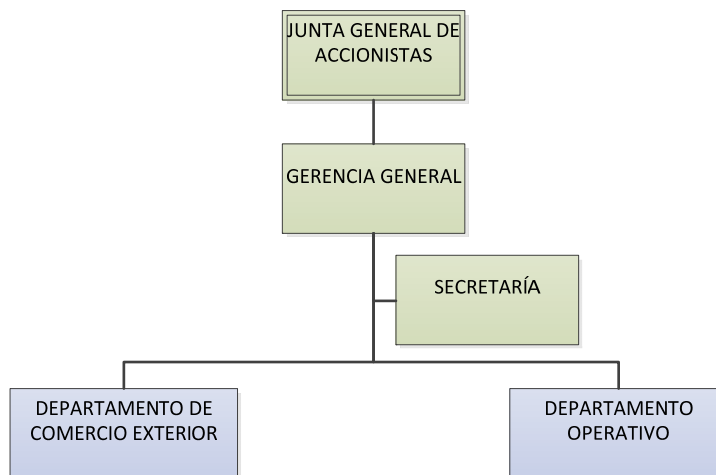 JUNTA GENERAL DE
ACCIONISTAS
GERENCIA GENERAL
SECRETARÍA
DEPARTAMENTO DE
COMERCIO EXTERIOR
DEPARTAMENTO
OPERATIVO